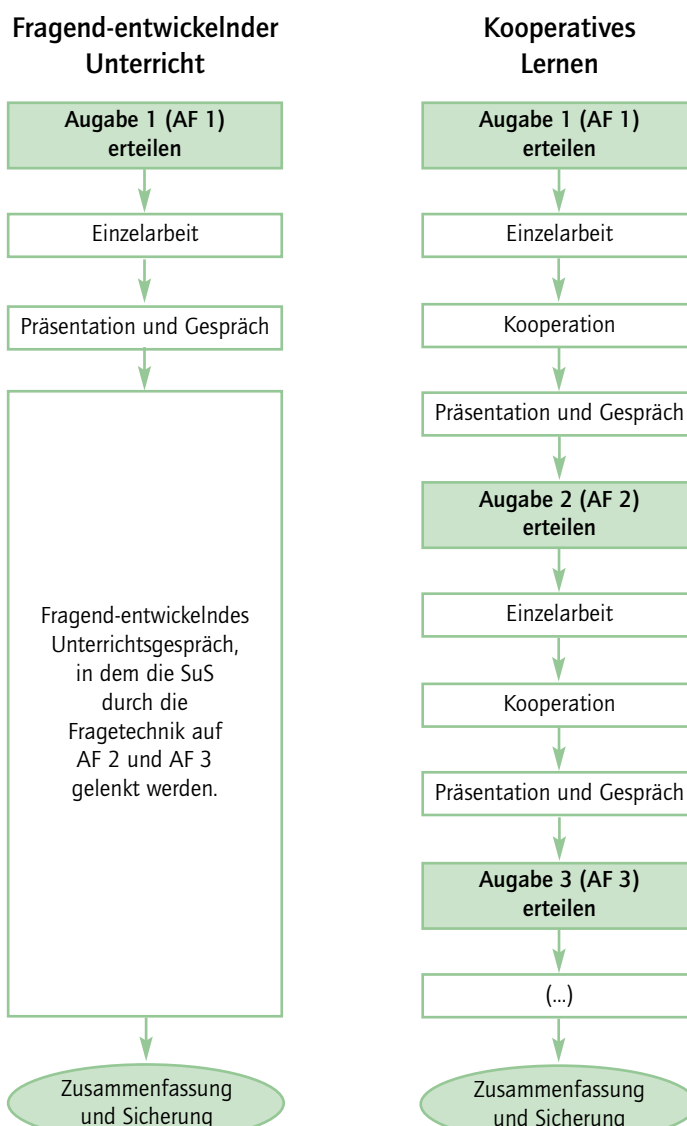 Fragend-entwickelnder
Unterricht
Augabe 1 (AF 1)
erteilen
Einzelarbeit
Präsentation und Gespräch
Fragend-entwickelndes
Unterrichtsgespräch,
in dem die SuS
durch die
Fragetechnik auf
AF 2 und AF 3
gelenkt werden.
Zusammenfassung
und Sicherung
Kooperatives
Lernen
Augabe 1 (AF 1)
erteilen
Einzelarbeit
Kooperation
Präsentation und Gespräch
Augabe 2 (AF 2)
erteilen
Einzelarbeit
Kooperation
Präsentation und Gespräch
Augabe 3 (AF 3)
erteilen
(...)
Zusammenfassung
und Sicherung